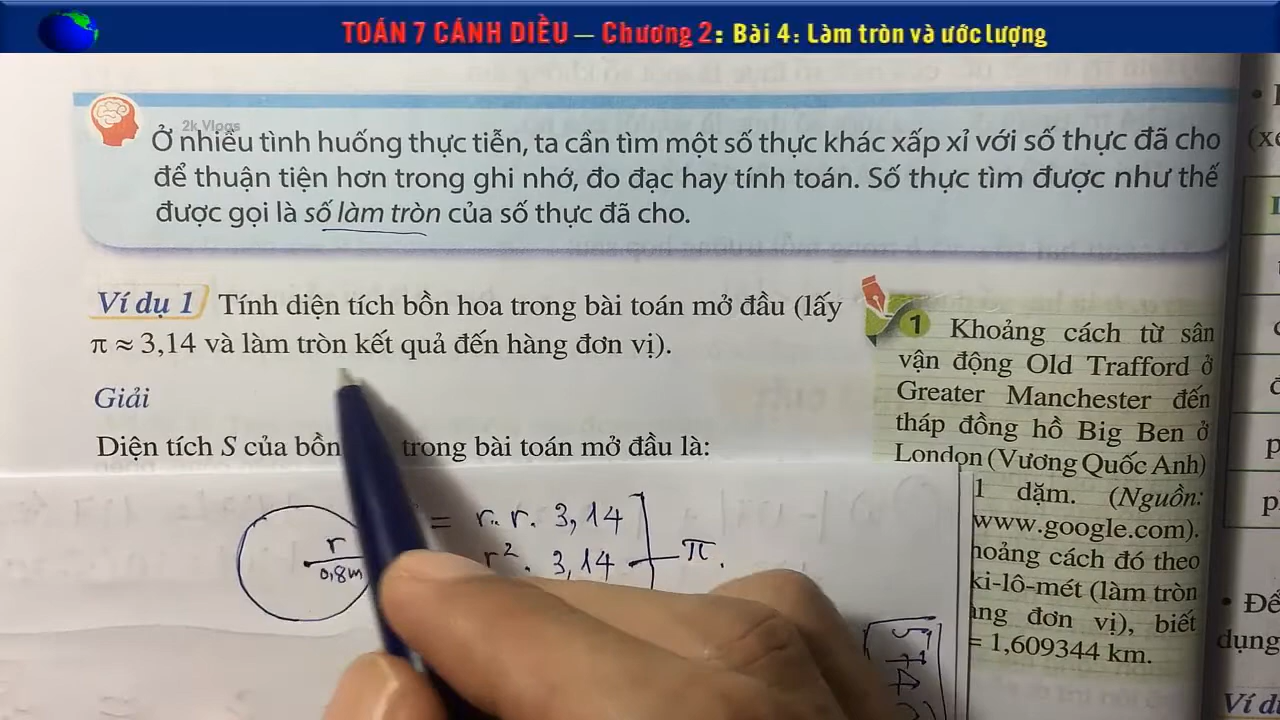 TOÁN 7 CÁNH DIỀU – Chương 2: Bài 4: Làm tròn và ước lượng
2k Vlogs
Ở nhiều tình huống thực tiễn, ta cần tìm một số thực khác xấp xỉ với số thực đã cho
để thuận tiện hơn trong ghi nhớ, đo đạc hay tính toán. Số thực tìm được như thế
được gọi là số làm tròn của số thực đã cho.
Ví dụ 1 Tính diện tích bồn hoa trong bài toán mở đầu (lấy
π ≈ 3,14 và làm tròn kết quả đến hàng đơn vị).
Giải
Diện tích S của bồn trong bài toán mở đầu là:
r
0,8m
= r. r. 3,14
r². 3,14
π.
1 Khoảng cách từ sân
vận động Old Trafford ở
Greater Manchester đến
tháp đồng hồ Big Ben ở
London (Vương Quốc Anh)
1 dặm. (Nguồn:
www.google.com).
hoảng cách đó theo
ki-lô-mét (làm tròn
àng đơn vị), biết
= 1,609344 km.
• Để
dụng
Ví d